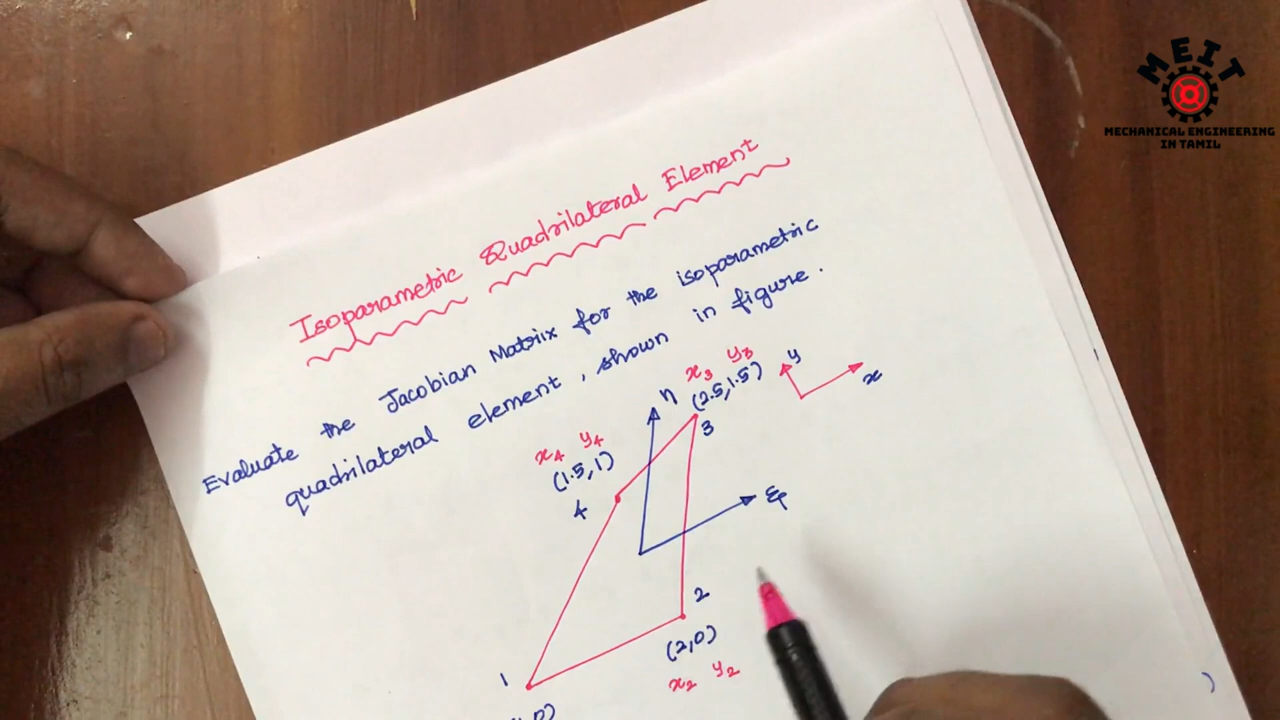 MEIT
MECHANICAL ENGINEERING
IN TAMIL
Isoparametric Quadrilateral Element
Evaluate the Jacobian Matrix for the isoparametric
quadrilateral element, shown in figure.
x3 y3
(2.5,1.5)
3
y
x
η
x4 y4
(1.5,1)
4
ξ
2
(2,0)
x2 y2
1